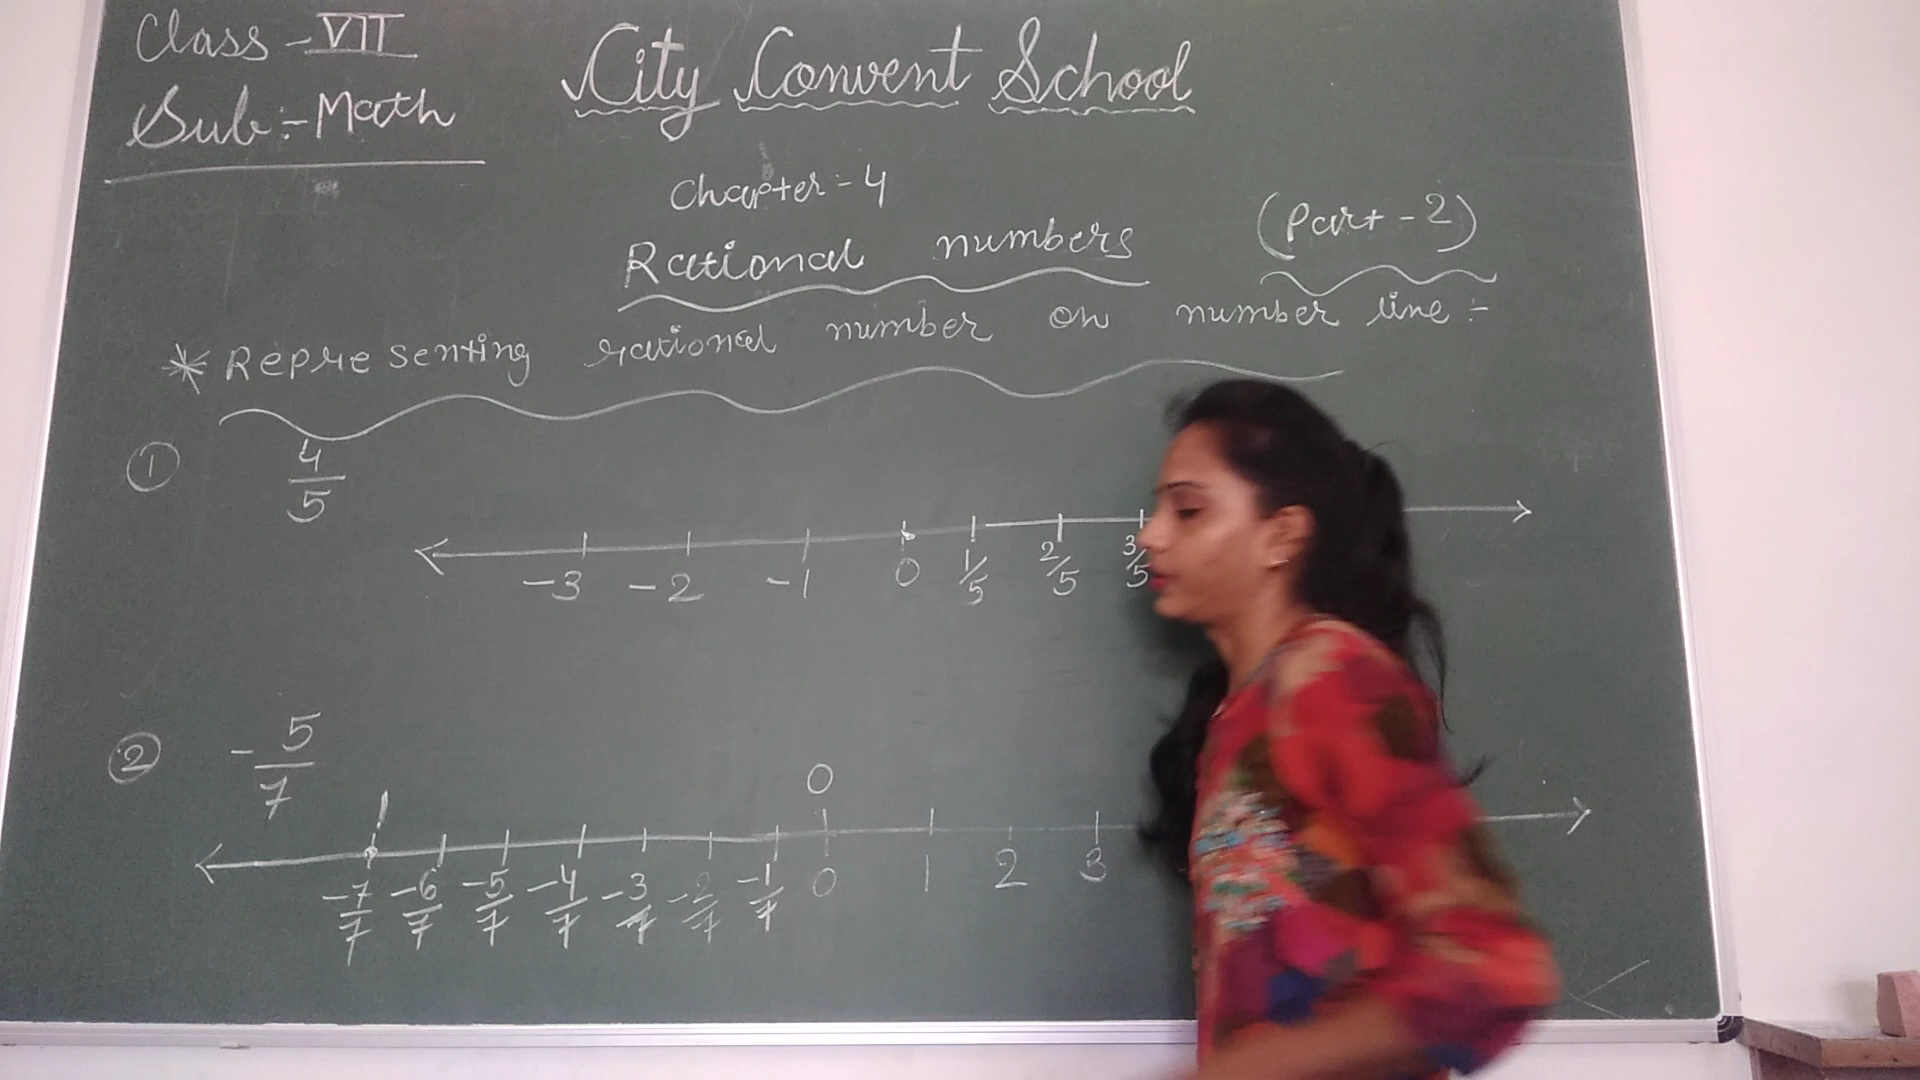 Class - VII
Sub:- Math
City Convent School
Chapter - 4
Rational numbers (Part - 2)
* Representing rational number on number line :-
① 4/5
-3 -2 -1 0 1/5 2/5 3/5
② -5/7
0
-7/7 -6/7 -5/7 -4/7 -3/7 -2/7 -1/7 0 1 2 3